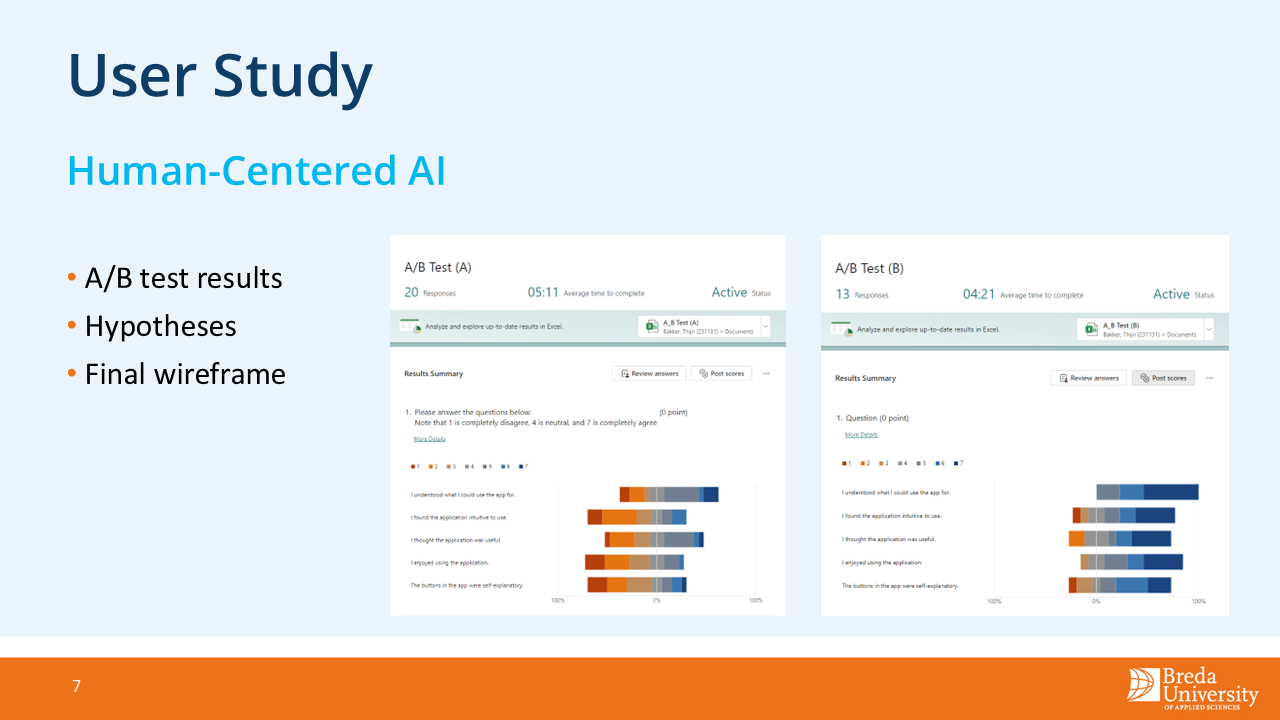 User Study
Human-Centered AI
• A/B test results
• Hypotheses
• Final wireframe
A/B Test (A)
20 Responses 05:11 Average time to complete Active Status
Analyze and explore up-to-date results in Excel.
A_B Test (A)
Bakker, Thijn (231131) > Documents
Results Summary Review answers Post scores ...
1. Please answer the questions below: (0 point)
Note that 1 is completely disagree, 4 is neutral, and 7 is completely agree
More Details
1 2 3 4 5 6 7
I understood what I could use the app for.
I found the application intuitive to use.
I thought the application was useful.
I enjoyed using the application.
The buttons in the app were self-explanatory.
100% 0% 100%
A/B Test (B)
13 Responses 04:21 Average time to complete Active Status
Analyze and explore up-to-date results in Excel.
A_B Test (B)
Bakker, Thijn (231131) > Documents
Results Summary Review answers Post scores ...
1. Question (0 point)
More Details
1 2 3 4 5 6 7
I understood what I could use the app for.
I found the application intuitive to use.
I thought the application was useful.
I enjoyed using the application.
The buttons in the app were self-explanatory.
100% 0% 100%
7
Breda
University
OF APPLIED SCIENCES